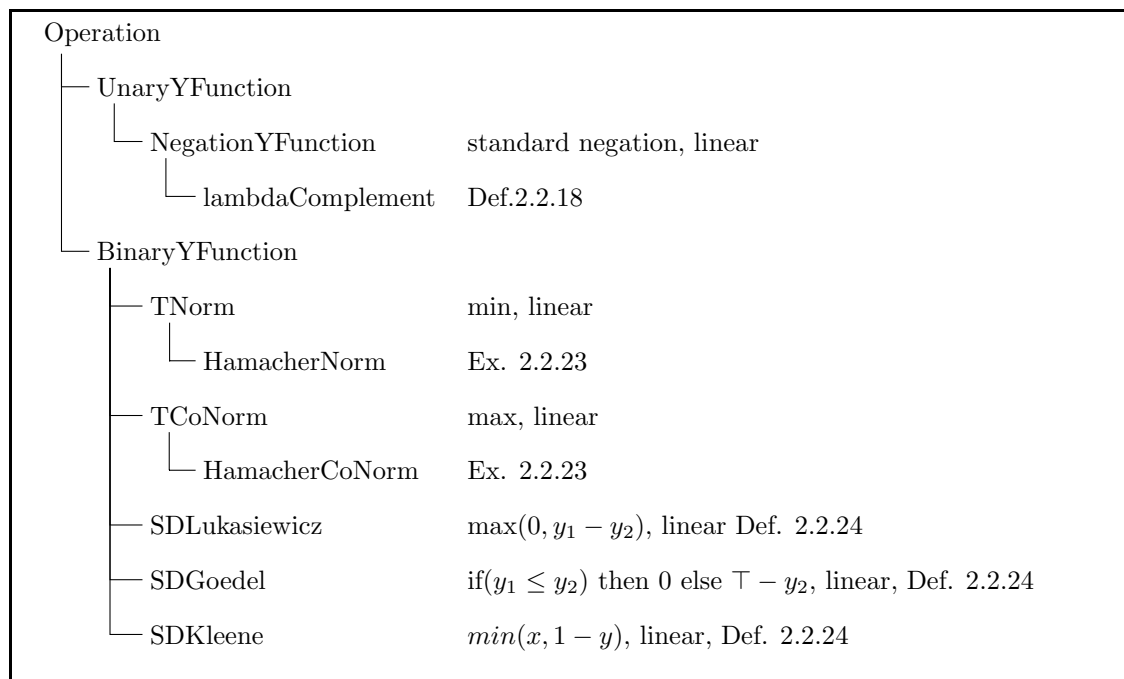 Operation
UnaryYFunction
NegationYFunction standard negation, linear
lambdaComplement Def.2.2.18
BinaryYFunction
TNorm min, linear
HamacherNorm Ex. 2.2.23
TCoNorm max, linear
HamacherCoNorm Ex. 2.2.23
SDLukasiewicz max(0, y₁ − y₂), linear Def. 2.2.24
SDGoedel if(y₁ ≤ y₂) then 0 else ⊤ − y₂, linear, Def. 2.2.24
SDKleene min(x, 1 − y), linear, Def. 2.2.24